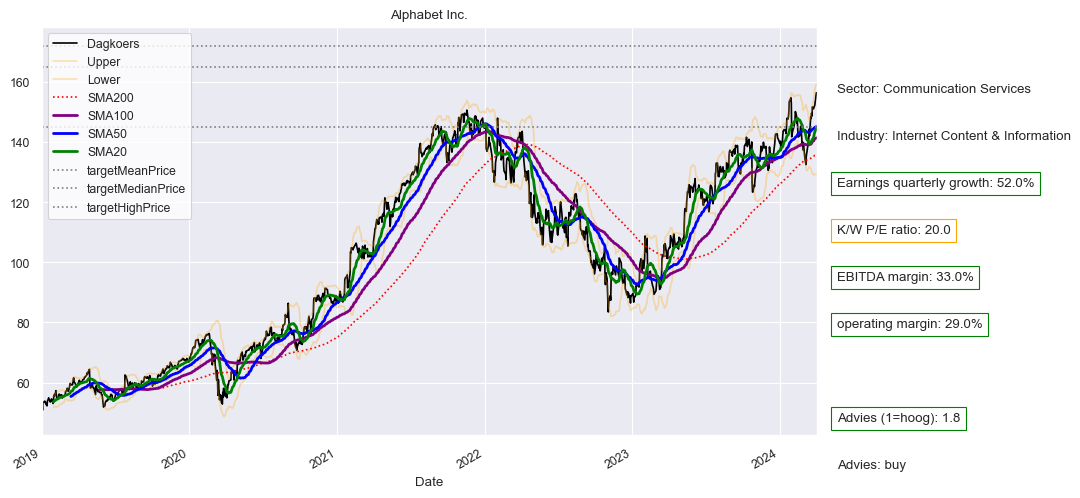 Alphabet Inc.
Dagkoers
Upper
Lower
SMA200
SMA100
SMA50
SMA20
targetMeanPrice
targetMedianPrice
targetHighPrice
160
140
120
100
80
60
2019
2020
2021
2022
2023
2024
Date
Sector: Communication Services
Industry: Internet Content & Information
Earnings quarterly growth: 52.0%
K/W P/E ratio: 20.0
EBITDA margin: 33.0%
operating margin: 29.0%
Advies (1=hoog): 1.8
Advies: buy